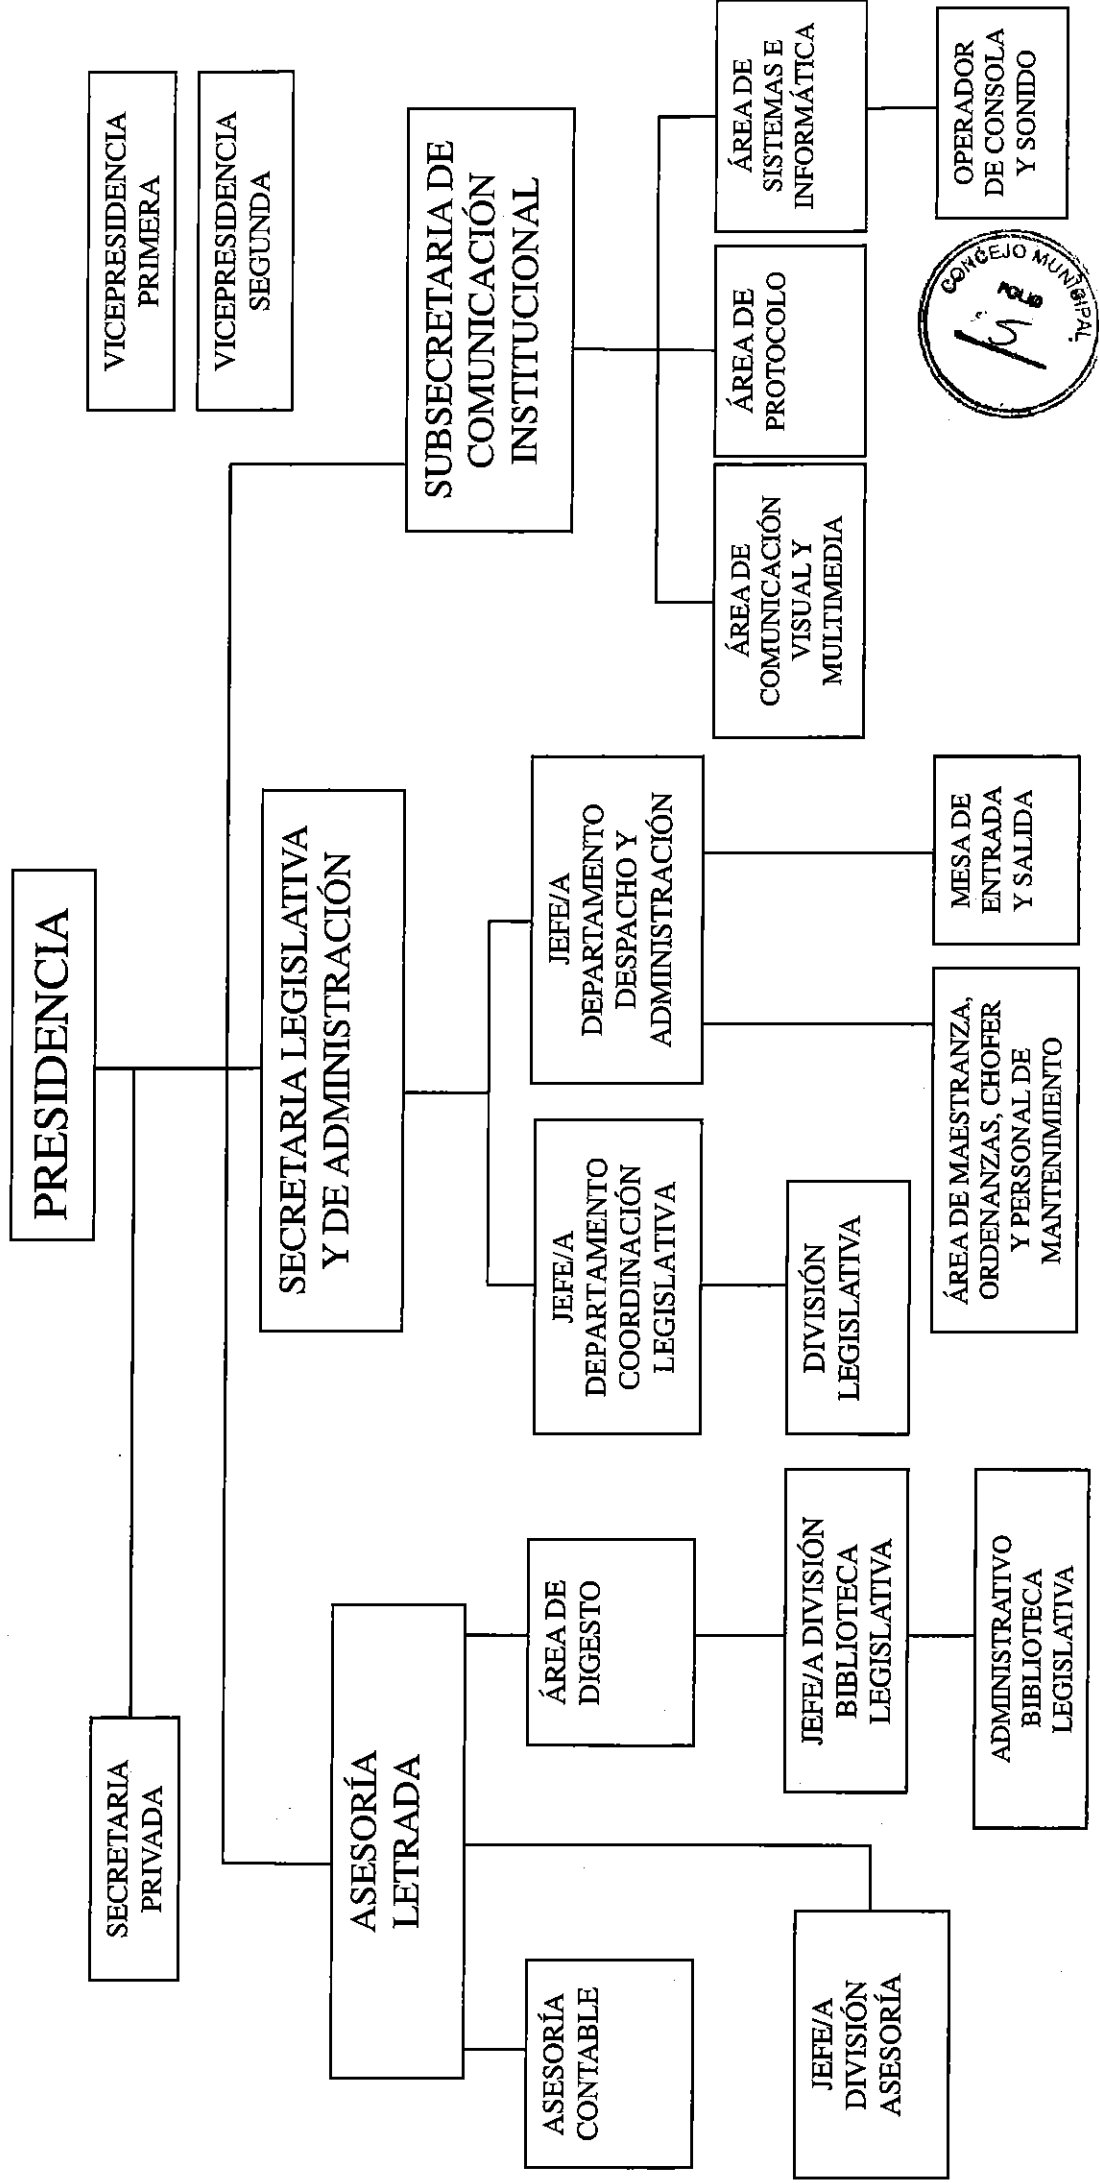 PRESIDENCIA
VICEPRESIDENCIA
PRIMERA
VICEPRESIDENCIA
SEGUNDA
SECRETARIA
PRIVADA
ASESORÍA
LETRADA
SECRETARIA LEGISLATIVA
Y DE ADMINISTRACIÓN
SUBSECRETARIA DE
COMUNICACIÓN
INSTITUCIONAL
ASESORÍA
CONTABLE
ÁREA DE
DIGESTO
JEFE/A
DEPARTAMENTO
COORDINACIÓN
LEGISLATIVA
JEFE/A
DEPARTAMENTO
DESPACHO Y
ADMINISTRACIÓN
ÁREA DE
COMUNICACIÓN
VISUAL Y
MULTIMEDIA
ÁREA DE
PROTOCOLO
ÁREA DE
SISTEMAS E
INFORMÁTICA
JEFE/A
DIVISIÓN
ASESORÍA
JEFE/A DIVISIÓN
BIBLIOTECA
LEGISLATIVA
DIVISIÓN
LEGISLATIVA
ADMINISTRATIVO
BIBLIOTECA
LEGISLATIVA
ÁREA DE MAESTRANZA,
ORDENANZAS, CHOFER
Y PERSONAL DE
MANTENIMIENTO
MESA DE
ENTRADA
Y SALIDA
OPERADOR
DE CONSOLA
Y SONIDO
CONCEJO MUNICIPAL
FOLIO